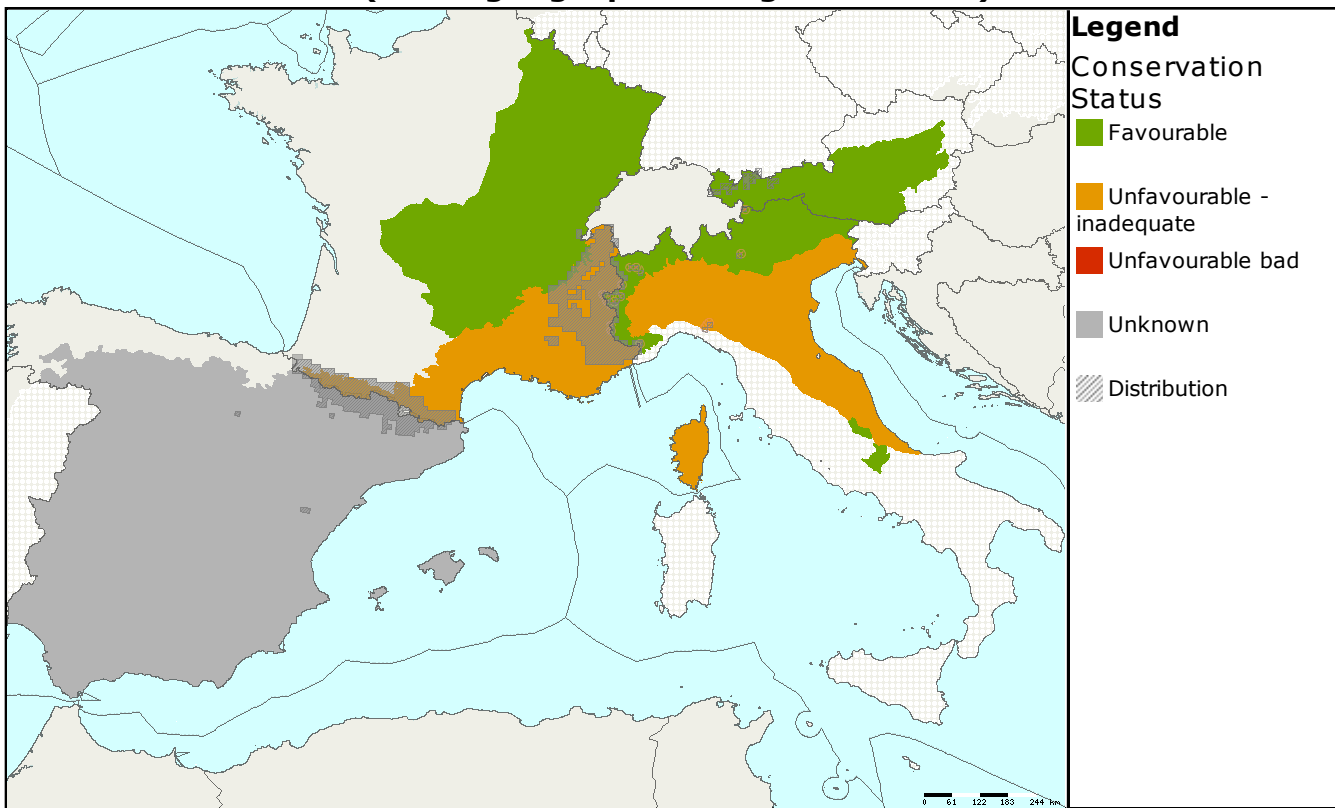 Legend
Conservation
Status
Favourable
Unfavourable -
inadequate
Unfavourable bad
Unknown
Distribution
0 61 122 183 244 km